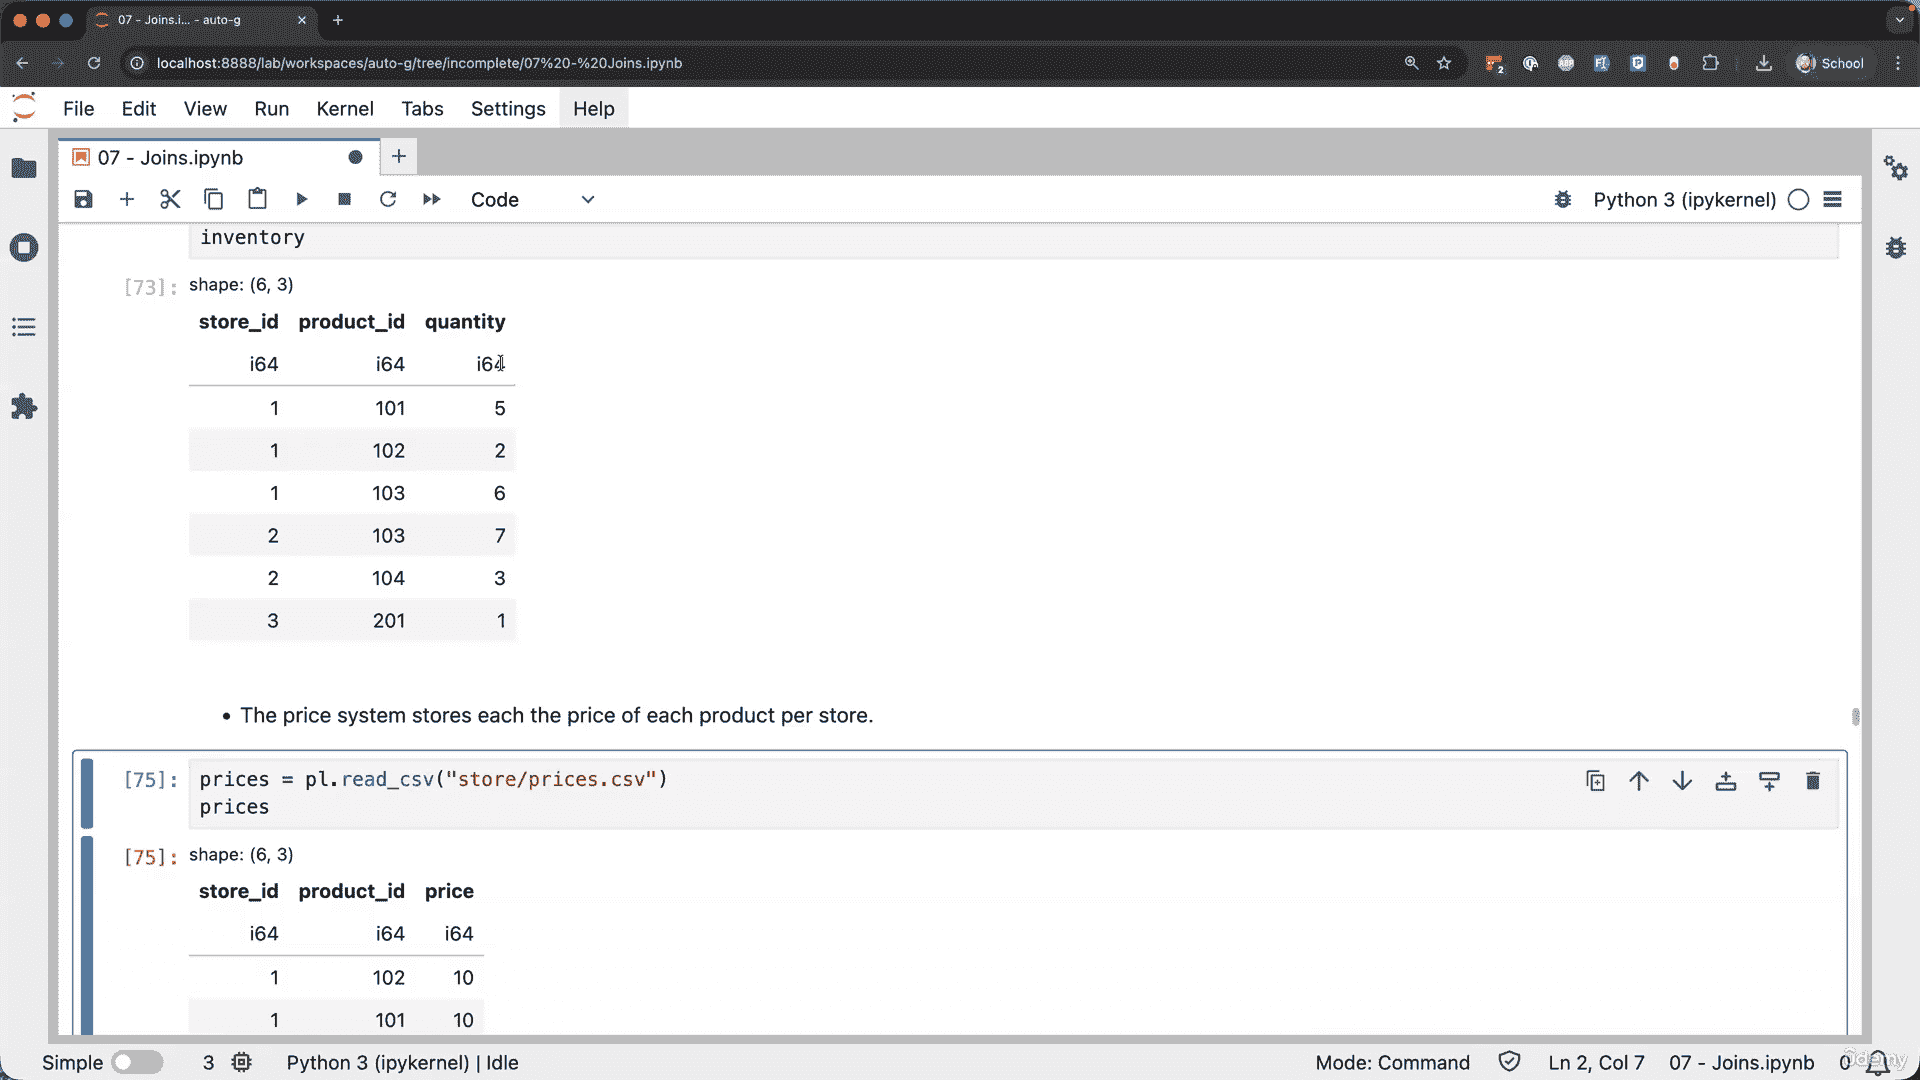 07 - Joins.i... - auto-g
localhost:8888/lab/workspaces/auto-g/tree/incomplete/07%20-%20Joins.ipynb
2
ABP
School
File Edit View Run Kernel Tabs Settings Help
07 - Joins.ipynb
Code
Python 3 (ipykernel)
inventory
[73]:
shape: (6, 3)
store_id product_id quantity
i64 i64 i64
1 101 5
1 102 2
1 103 6
2 103 7
2 104 3
3 201 1
• The price system stores each the price of each product per store.
[75]:
prices = pl.read_csv("store/prices.csv")
prices
[75]:
shape: (6, 3)
store_id product_id price
i64 i64 i64
1 102 10
1 101 10
Simple 3 Python 3 (ipykernel) | Idle Mode: Command Ln 2, Col 7 07 - Joins.ipynb 0
Udemy